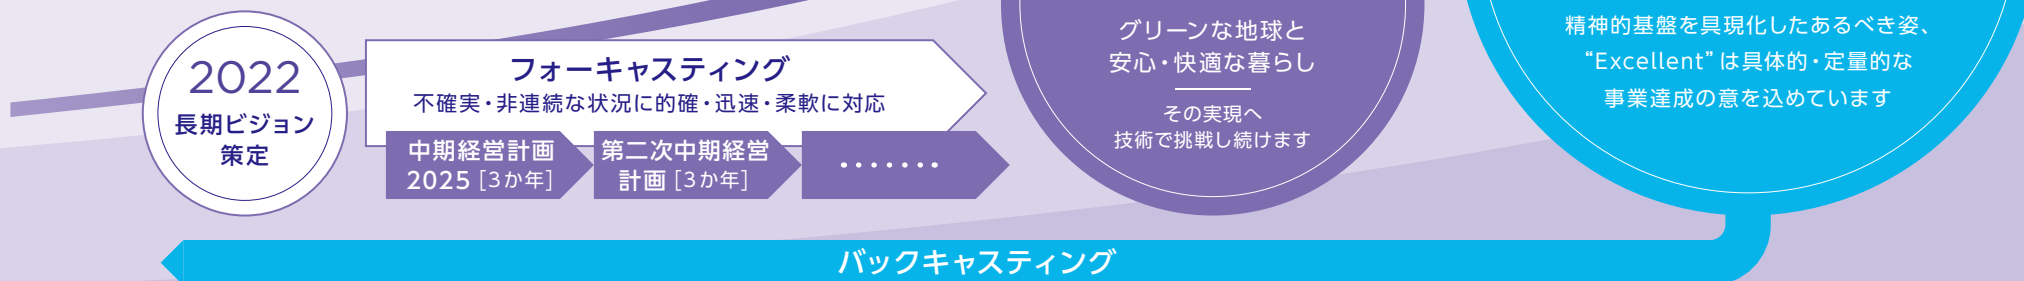 2022
長期ビジョン
策定
フォーキャスティング
不確実・非連続な状況に的確・迅速・柔軟に対応
中期経営計画
2025［3か年］
第二次中期経営
計画［3か年］
・・・・・・・
グリーンな地球と
安心・快適な暮らし
その実現へ
技術で挑戦し続けます
精神的基盤を具現化したあるべき姿、
“Excellent”は具体的・定量的な
事業達成の意を込めています
バックキャスティング